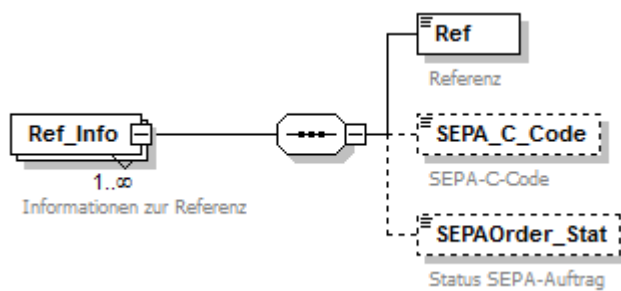 Ref_Info
1..∞
Informationen zur Referenz
Ref
Referenz
SEPA_C_Code
SEPA-C-Code
SEPAOrder_Stat
Status SEPA-Auftrag